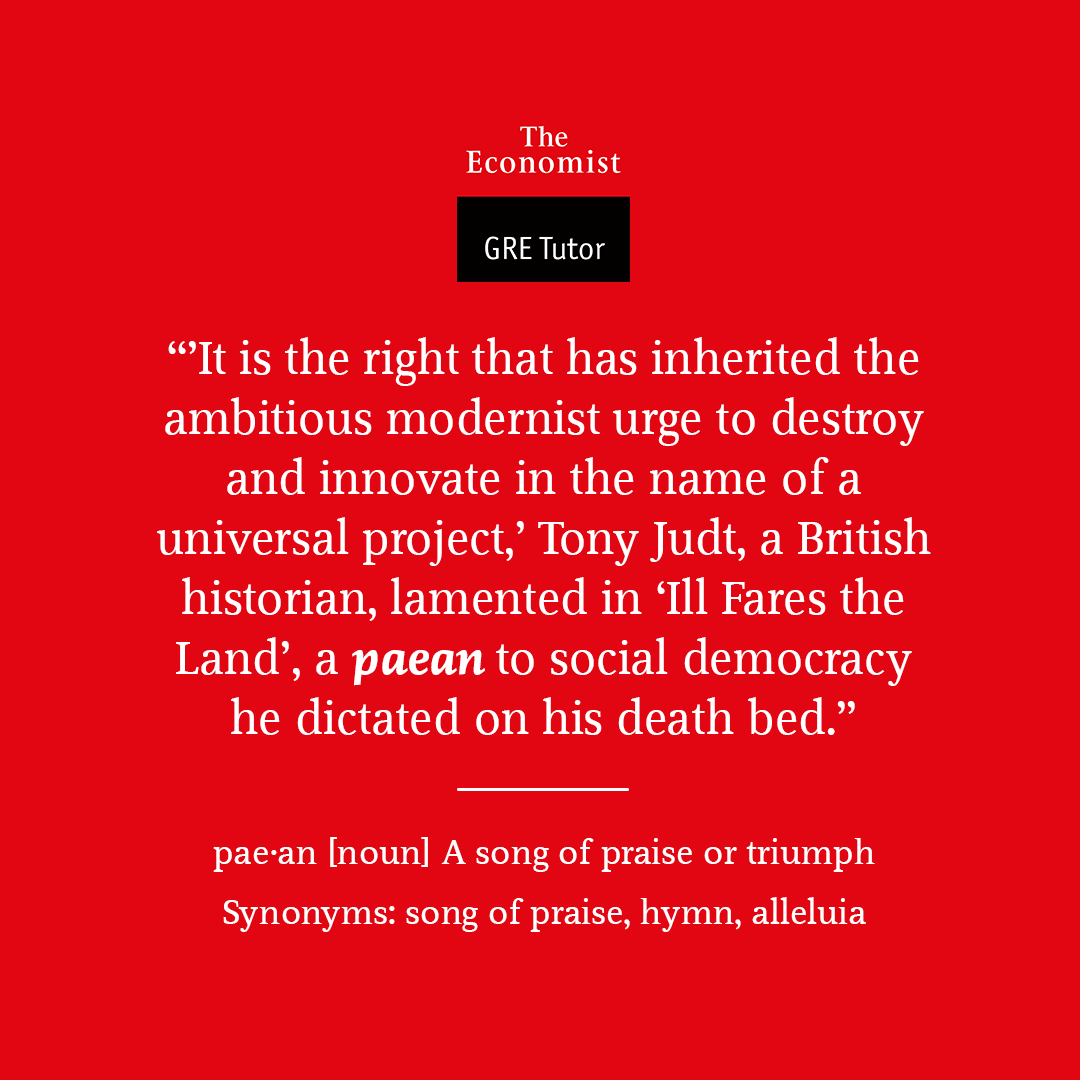 The
Economist
GRE Tutor
“’It is the right that has inherited the
ambitious modernist urge to destroy
and innovate in the name of a
universal project,’ Tony Judt, a British
historian, lamented in ‘Ill Fares the
Land’, a paean to social democracy
he dictated on his death bed.”
pae·an [noun] A song of praise or triumph
Synonyms: song of praise, hymn, alleluia